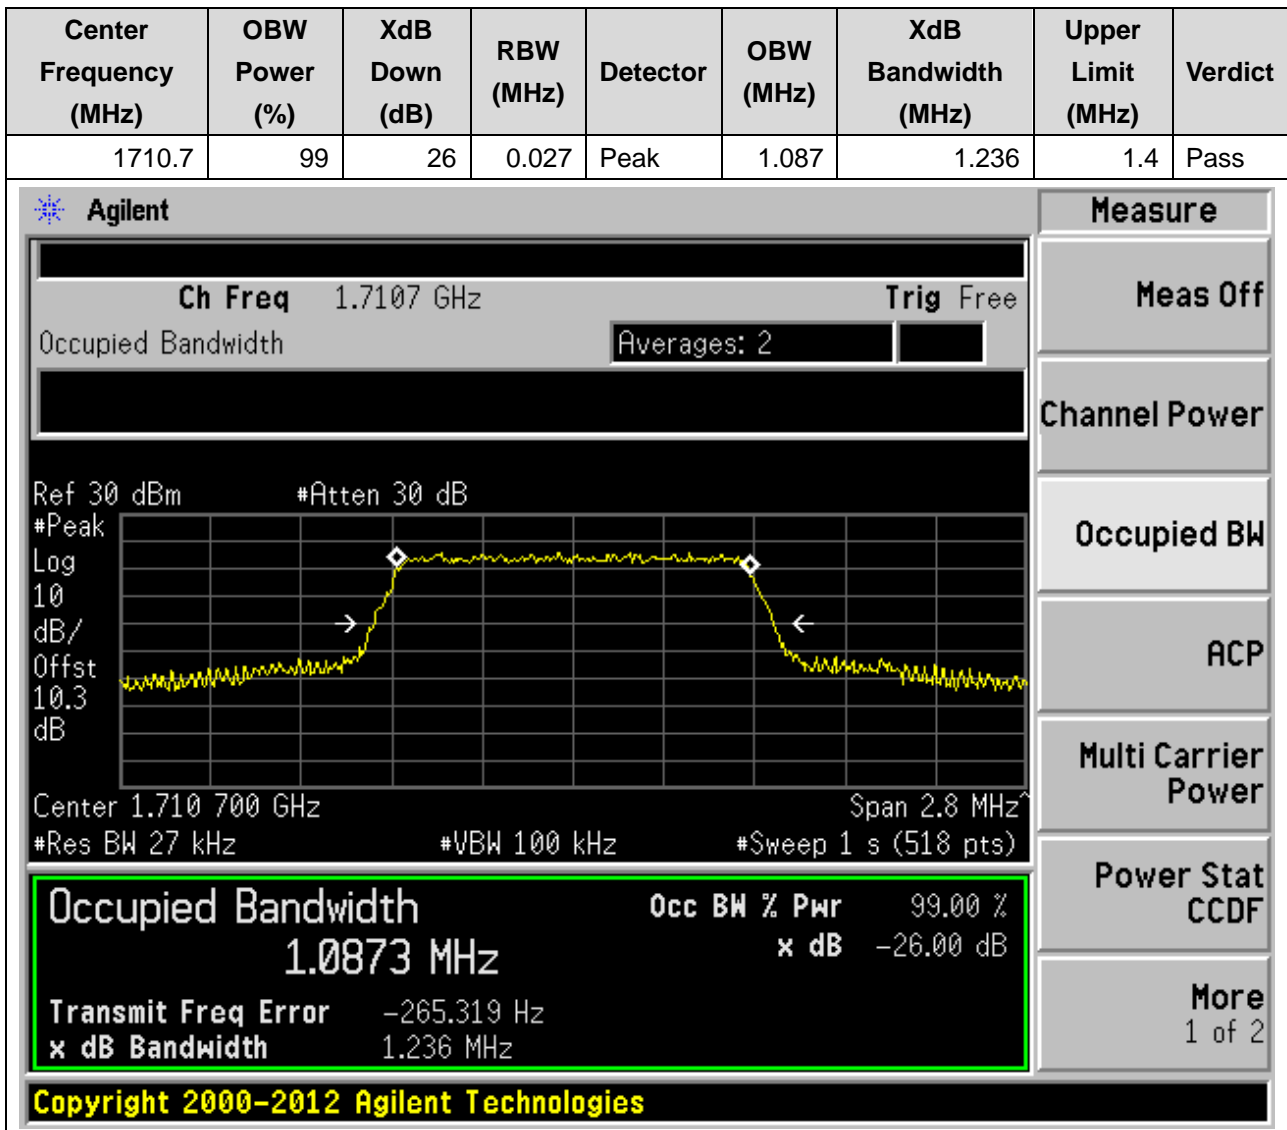 Center Frequency (MHz) OBW Power (%) XdB Down (dB) RBW (MHz) Detector OBW (MHz) XdB Bandwidth (MHz) Upper Limit (MHz) Verdict
1710.7 99 26 0.027 Peak 1.087 1.236 1.4 Pass
Agilent
Measure
Ch Freq 1.7107 GHz Trig Free
Meas Off
Occupied Bandwidth Averages: 2
Channel Power
Ref 30 dBm #Atten 30 dB
#Peak
Log
10
dB/
Offst
10.3
dB
Occupied BW
ACP
Multi Carrier
Power
Center 1.710 700 GHz Span 2.8 MHz^
#Res BW 27 kHz #VBW 100 kHz #Sweep 1 s (518 pts)
Power Stat
CCDF
Occupied Bandwidth Occ BW % Pwr 99.00 %
1.0873 MHz x dB -26.00 dB
Transmit Freq Error -265.319 Hz
x dB Bandwidth 1.236 MHz
More
1 of 2
Copyright 2000-2012 Agilent Technologies